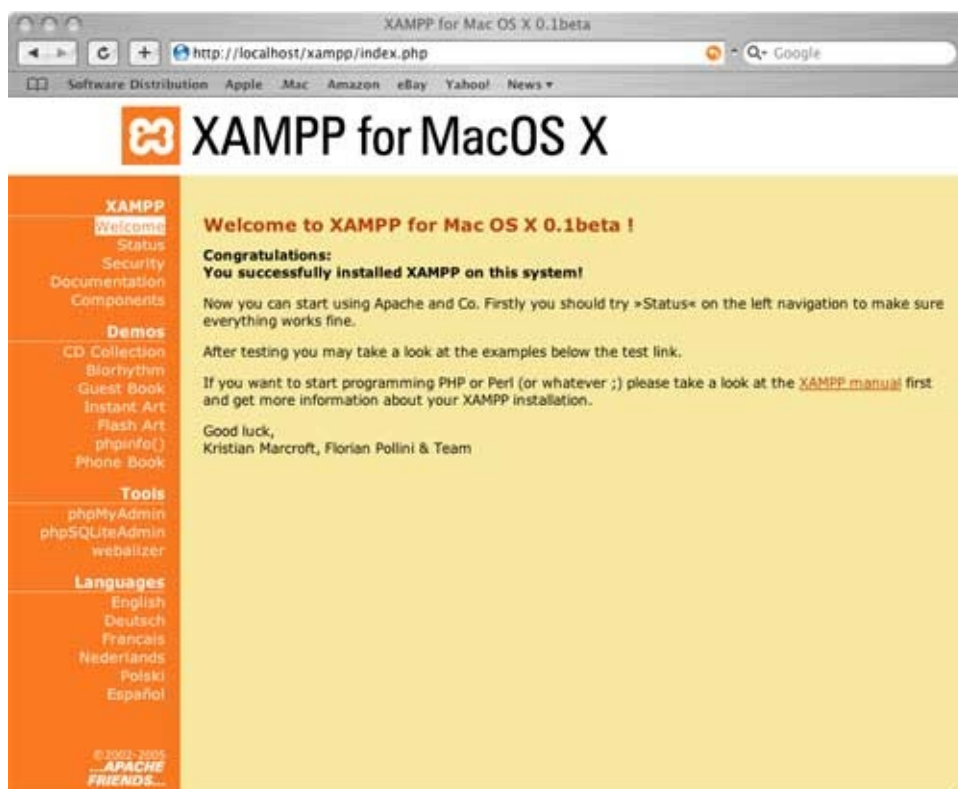 XAMPP for Mac OS X 0.1beta
http://localhost/xampp/index.php
Google
Software Distribution Apple Mac Amazon eBay Yahoo! News
XAMPP for MacOS X
XAMPP
Welcome
Status
Security
Documentation
Components
Demos
CD Collection
Biorhythm
Guest Book
Instant Art
Flash Art
phpinfo()
Phone Book
Tools
phpMyAdmin
phpSQLiteAdmin
webalizer
Languages
English
Deutsch
Francais
Nederlands
Polski
Español
©2002-2005
...APACHE
FRIENDS...
Welcome to XAMPP for Mac OS X 0.1beta !
Congratulations:
You successfully installed XAMPP on this system!
Now you can start using Apache and Co. Firstly you should try »Status« on the left navigation to make sure
everything works fine.
After testing you may take a look at the examples below the test link.
If you want to start programming PHP or Perl (or whatever ;) please take a look at the XAMPP manual first
and get more information about your XAMPP installation.
Good luck,
Kristian Marcroft, Florian Pollini & Team